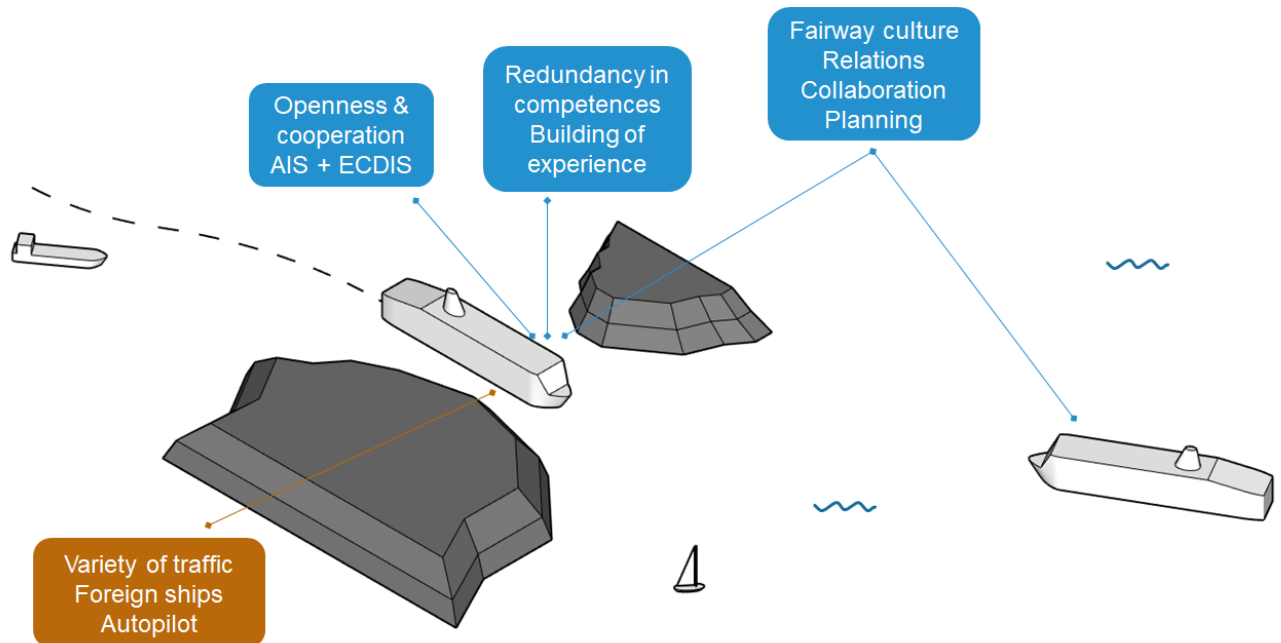 Fairway culture
Relations
Collaboration
Planning
Redundancy in
competences
Building of
experience
Openness &
cooperation
AIS + ECDIS
Variety of traffic
Foreign ships
Autopilot